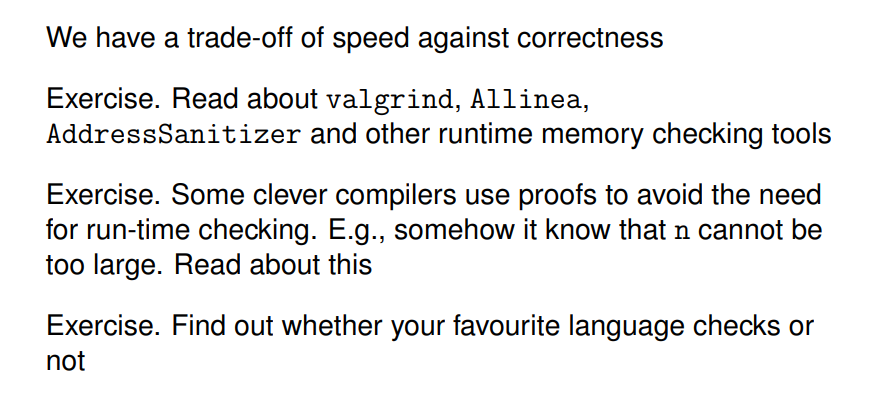 We have a trade-off of speed against correctness
Exercise. Read about valgrind, Allinea,
AddressSanitizer and other runtime memory checking tools
Exercise. Some clever compilers use proofs to avoid the need
for run-time checking. E.g., somehow it know that n cannot be
too large. Read about this
Exercise. Find out whether your favourite language checks or
not